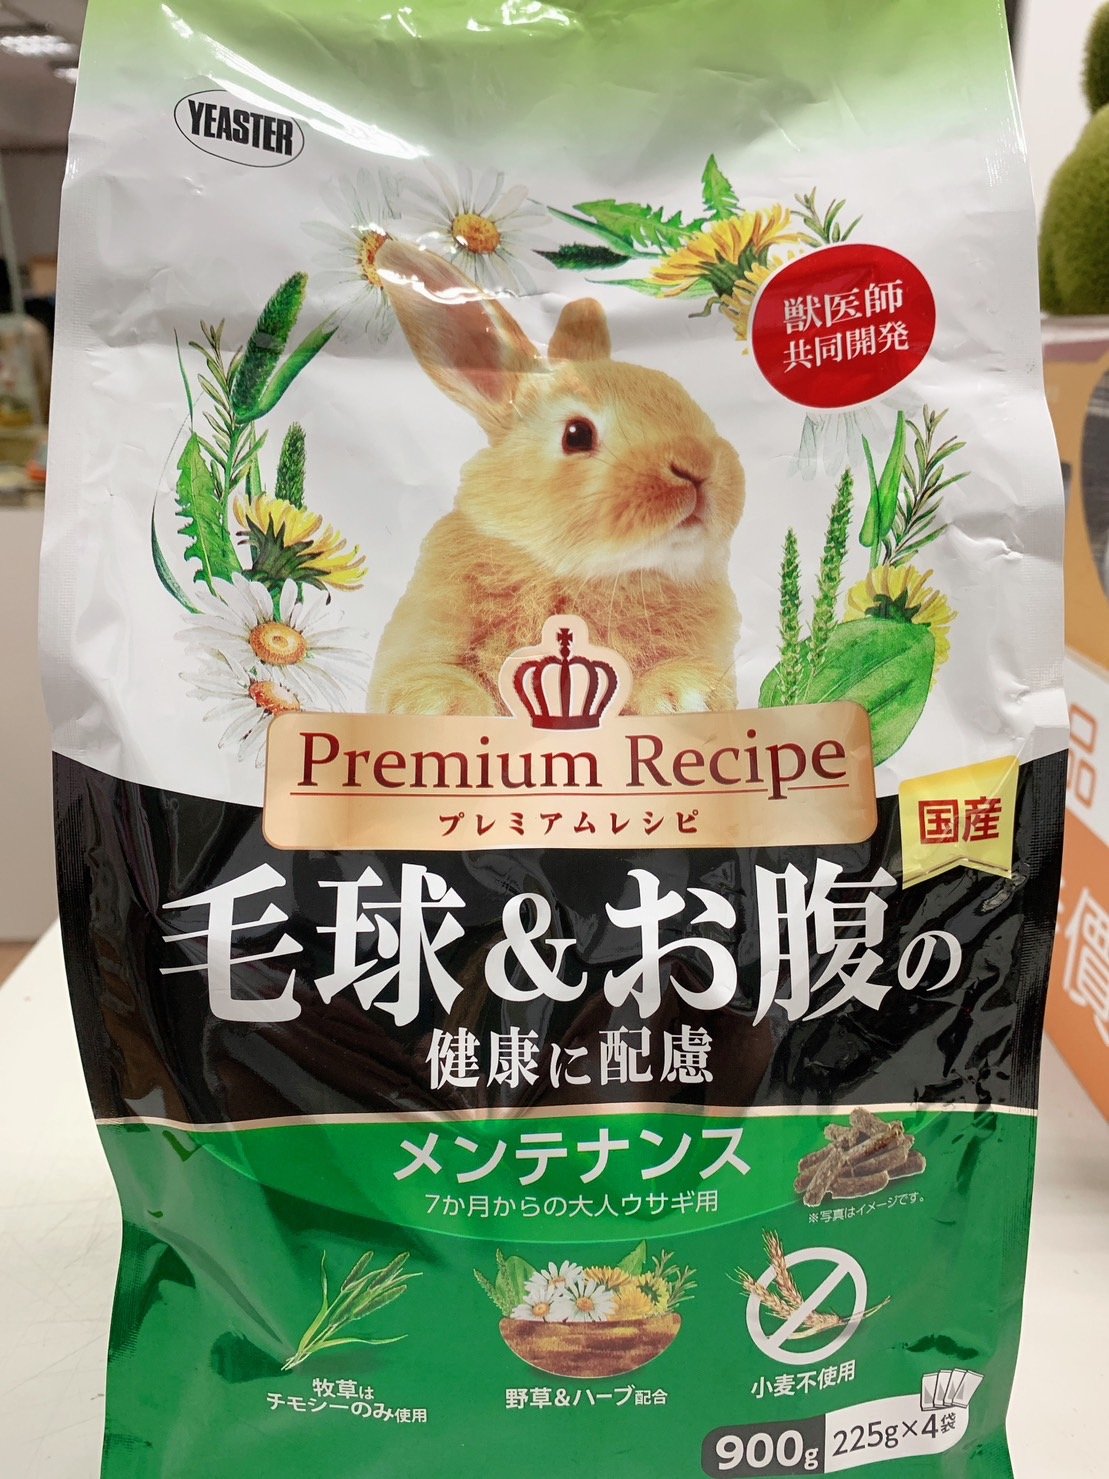 YEASTER
獣医師
共同開発
Premium Recipe
プレミアムレシピ
国産
毛球&お腹の
健康に配慮
メンテナンス
7か月からの大人ウサギ用
※写真はイメージです。
牧草は
チモシーのみ使用
野草&ハーブ配合
小麦不使用
900g
225g×4袋
品
價